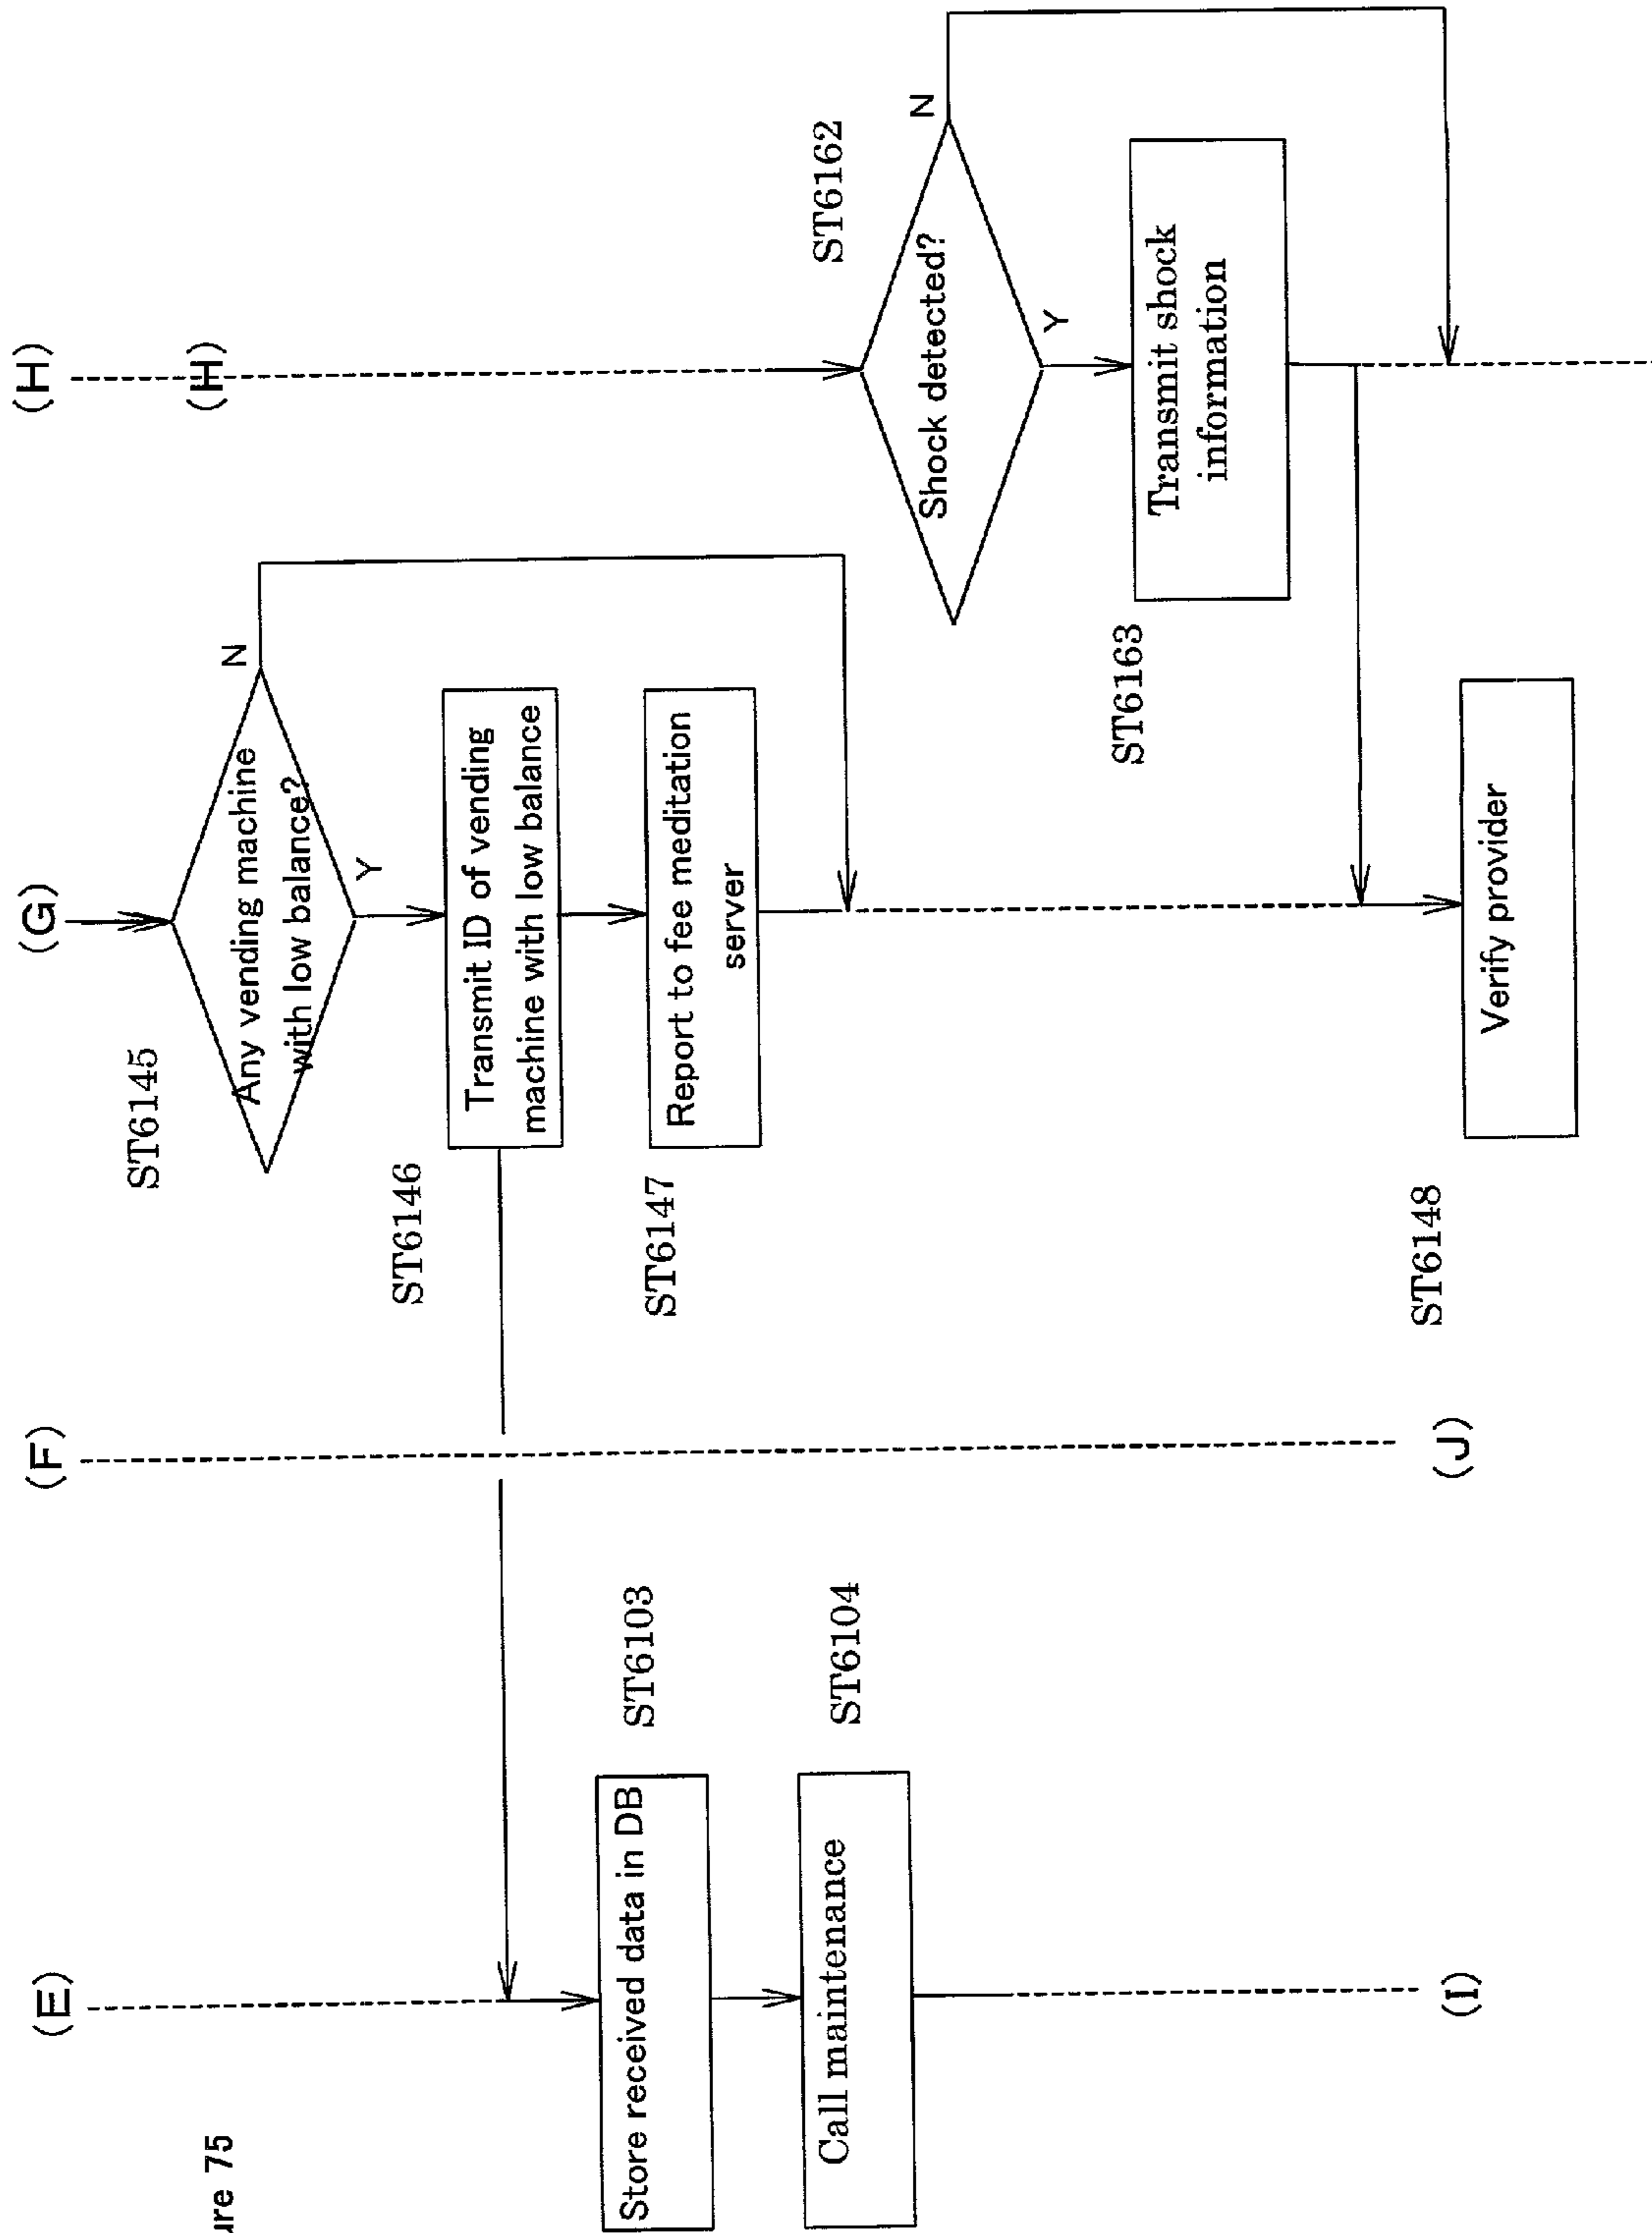 ure 75
(E)
(F)
(G)
(H)
(H)
ST6145
Any vending machine
with low balance?
N
Y
ST6146
Transmit ID of vending
machine with low balance
ST6147
Report to fee meditation
server
ST6103
Store received data in DB
ST6104
Call maintenance
ST6162
Shock detected?
N
Y
ST6163
Transmit shock
information
ST6148
Verify provider
(I)
(J)